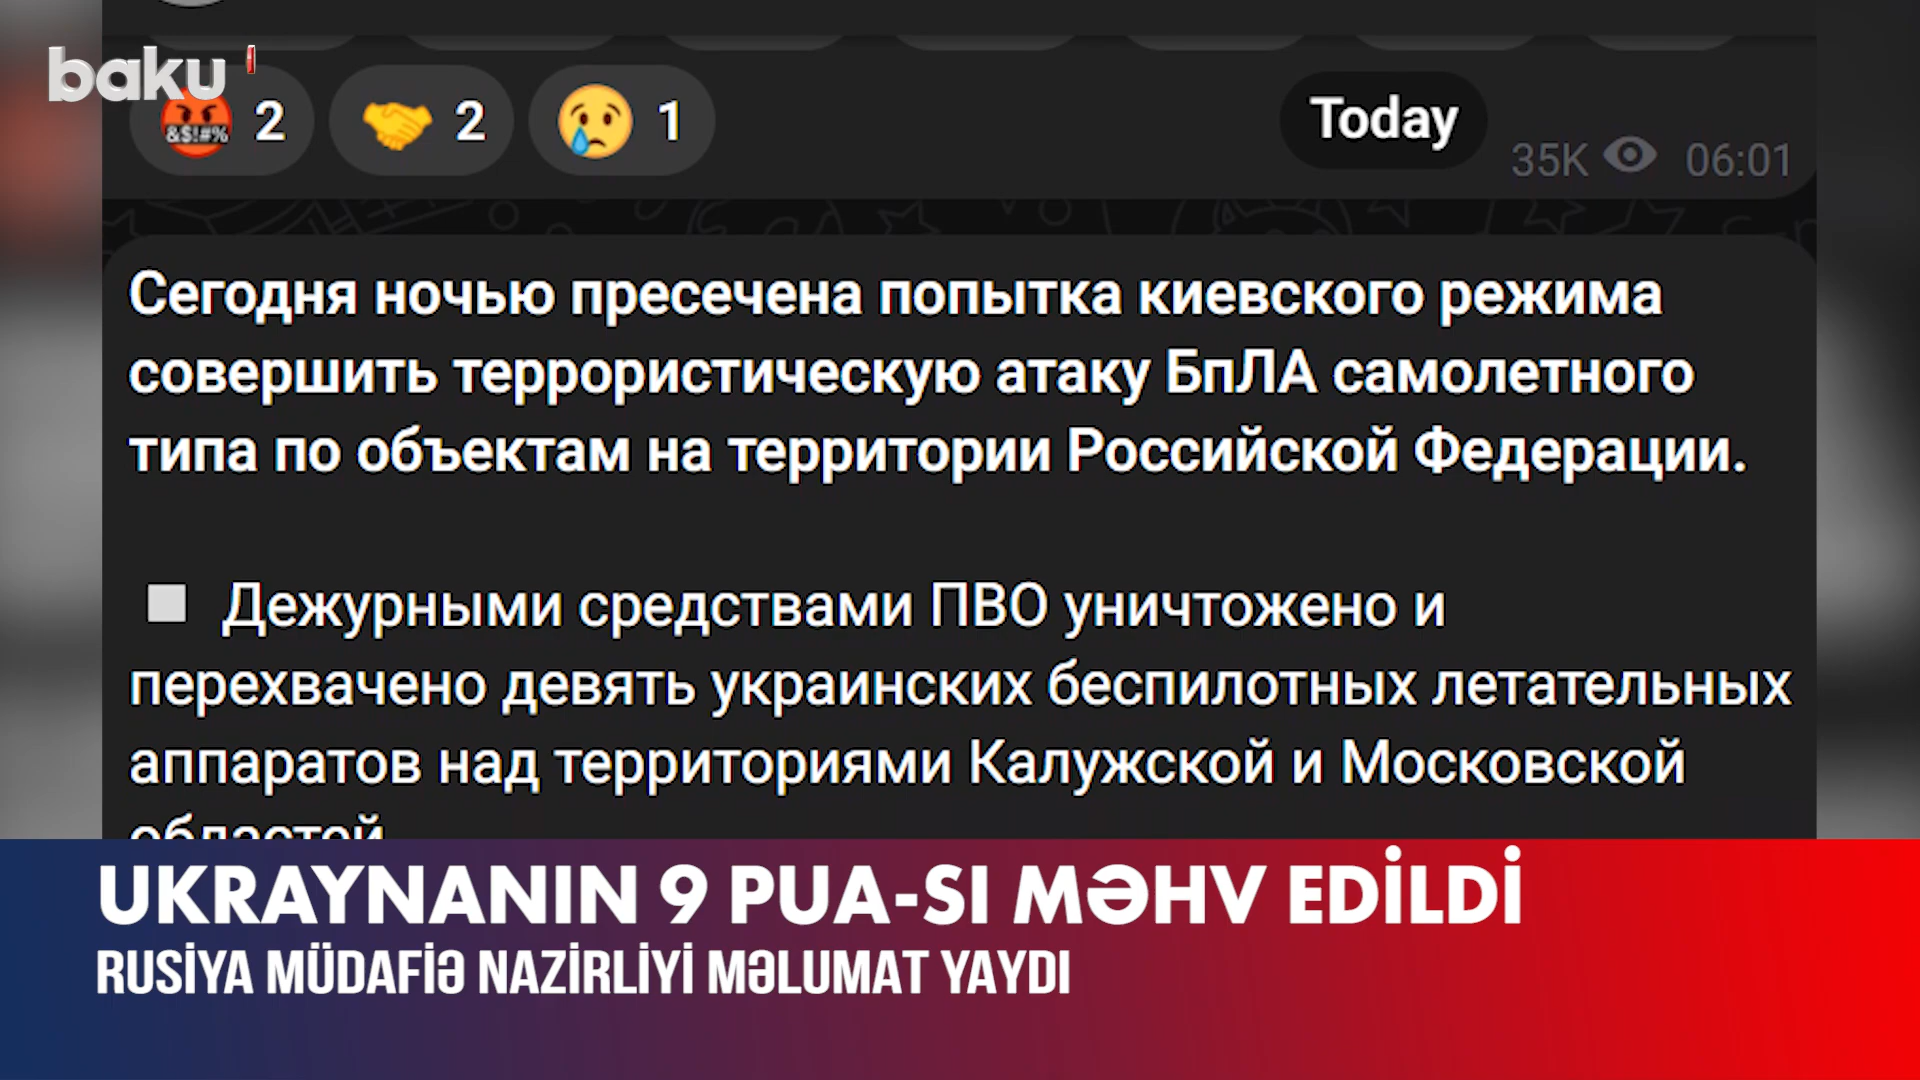 baku
&$!#% 2 2 1
Today
35K 06:01
Сегодня ночью пресечена попытка киевского режима
совершить террористическую атаку БпЛА самолетного
типа по объектам на территории Российской Федерации.
Дежурными средствами ПВО уничтожено и
перехвачено девять украинских беспилотных летательных
аппаратов над территориями Калужской и Московской
областей
UKRAYNANIN 9 PUA-SI MƏHV EDİLDİ
RUSİYA MÜDAFİƏ NAZİRLİYİ MƏLUMAT YAYDI